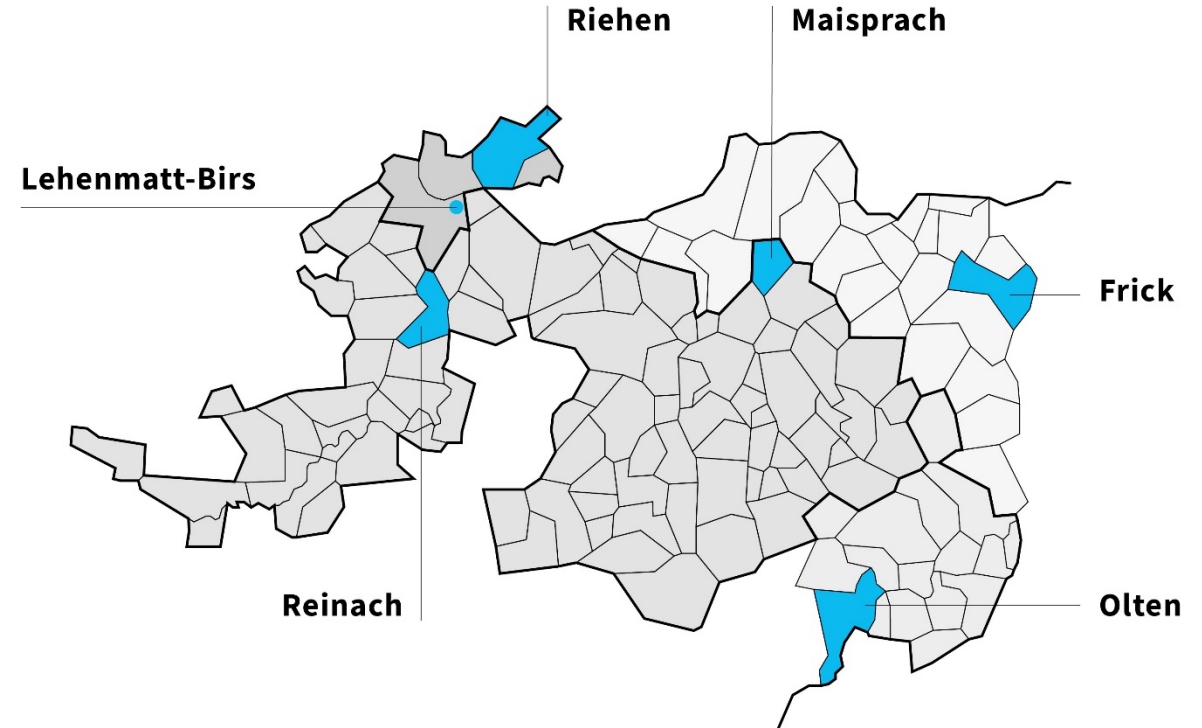 Riehen
Maisprach
Lehenmatt-Birs
Frick
Reinach
Olten